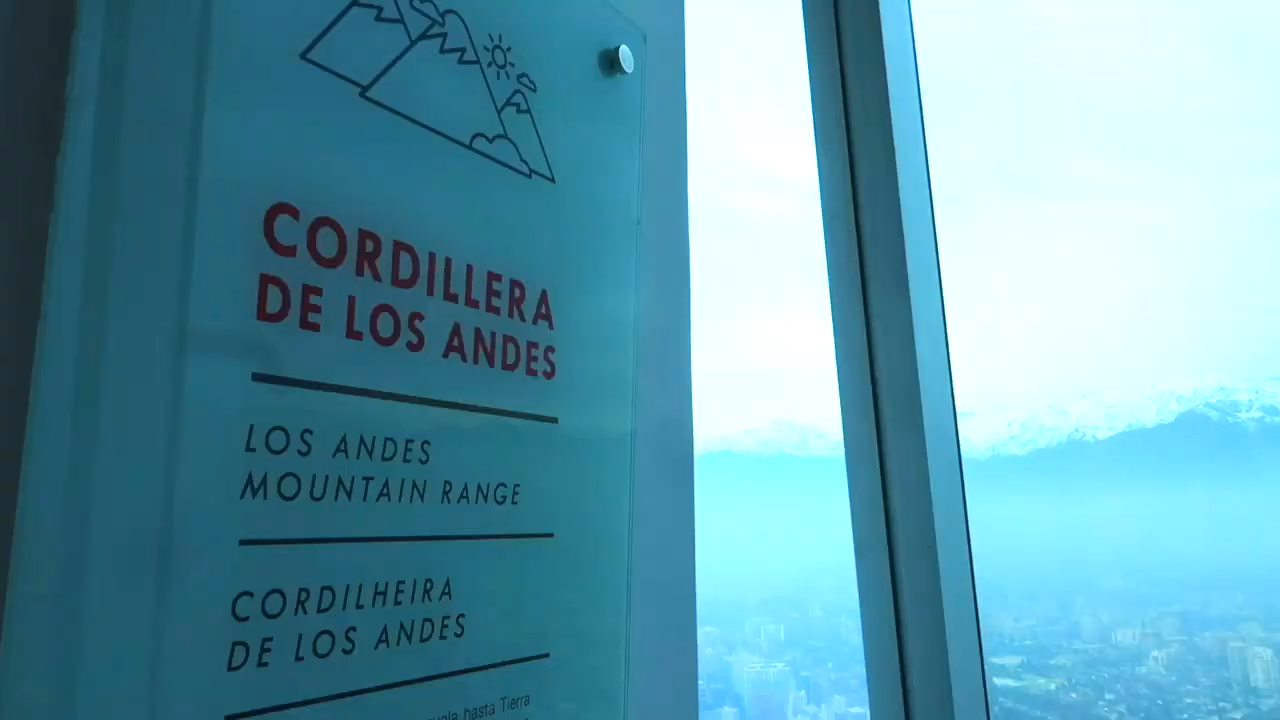 CORDILLERA
DE LOS ANDES
LOS ANDES
MOUNTAIN RANGE
CORDILHEIRA
DE LOS ANDES
hasta Tierra